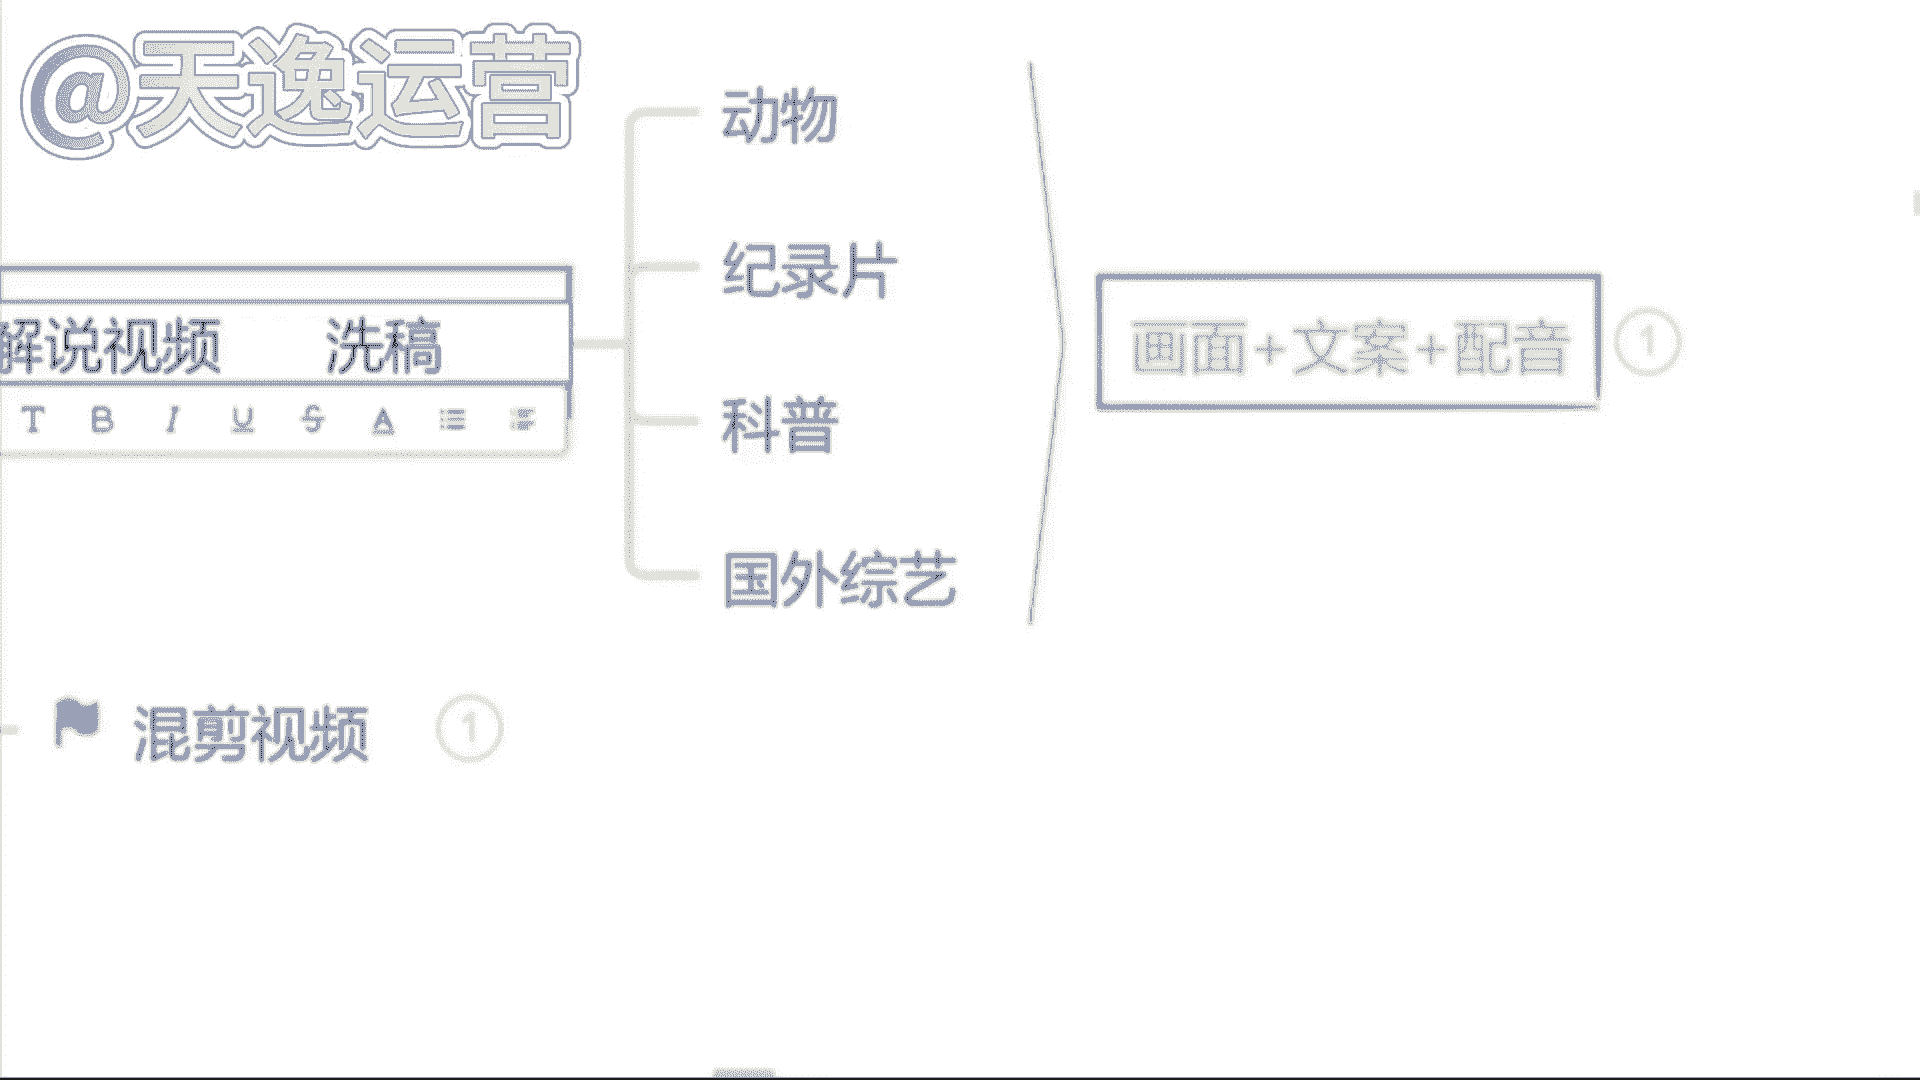 @天逸运营
动物
纪录片
解说视频 洗稿
画面+文案+配音 1
T B I U S A
科普
国外综艺
混剪视频 1